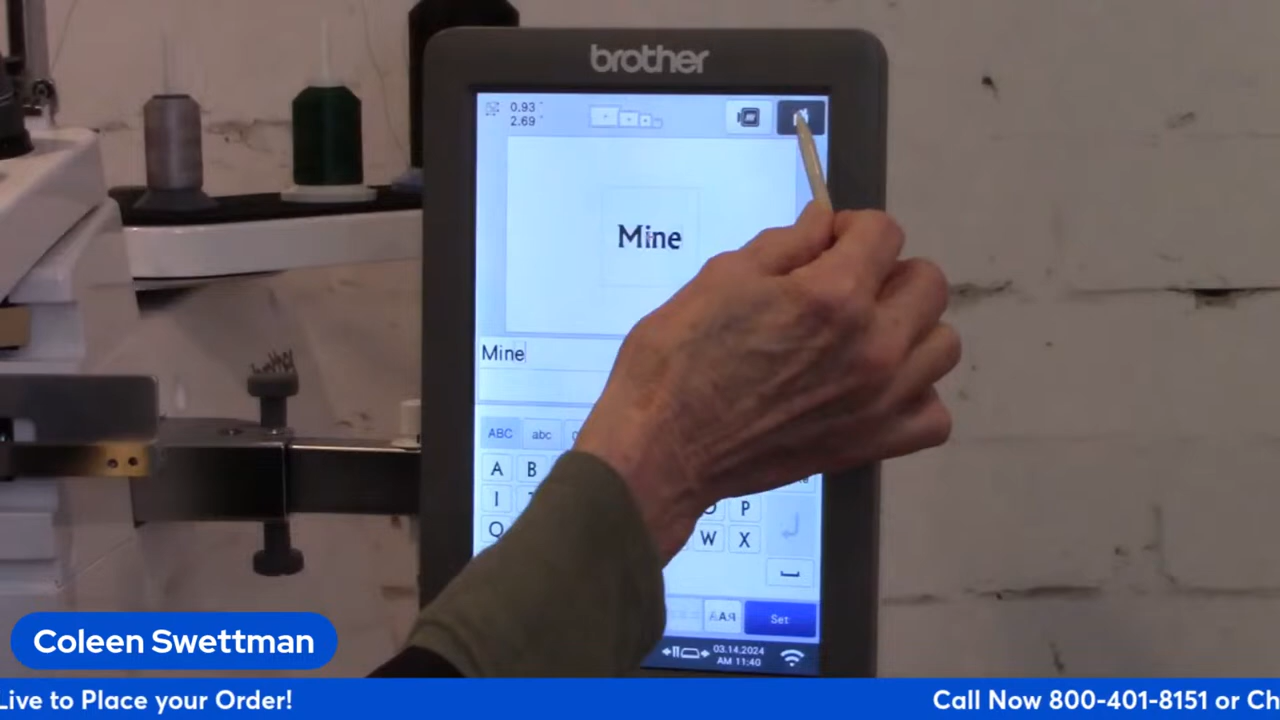 brother
0.93 "
2.69 "
Mine
Mine
ABC abc
A B
I P
Q W X
Set
03.14.2024
AM 11:40
Coleen Swettman
Live to Place your Order! Call Now 800-401-8151 or Ch